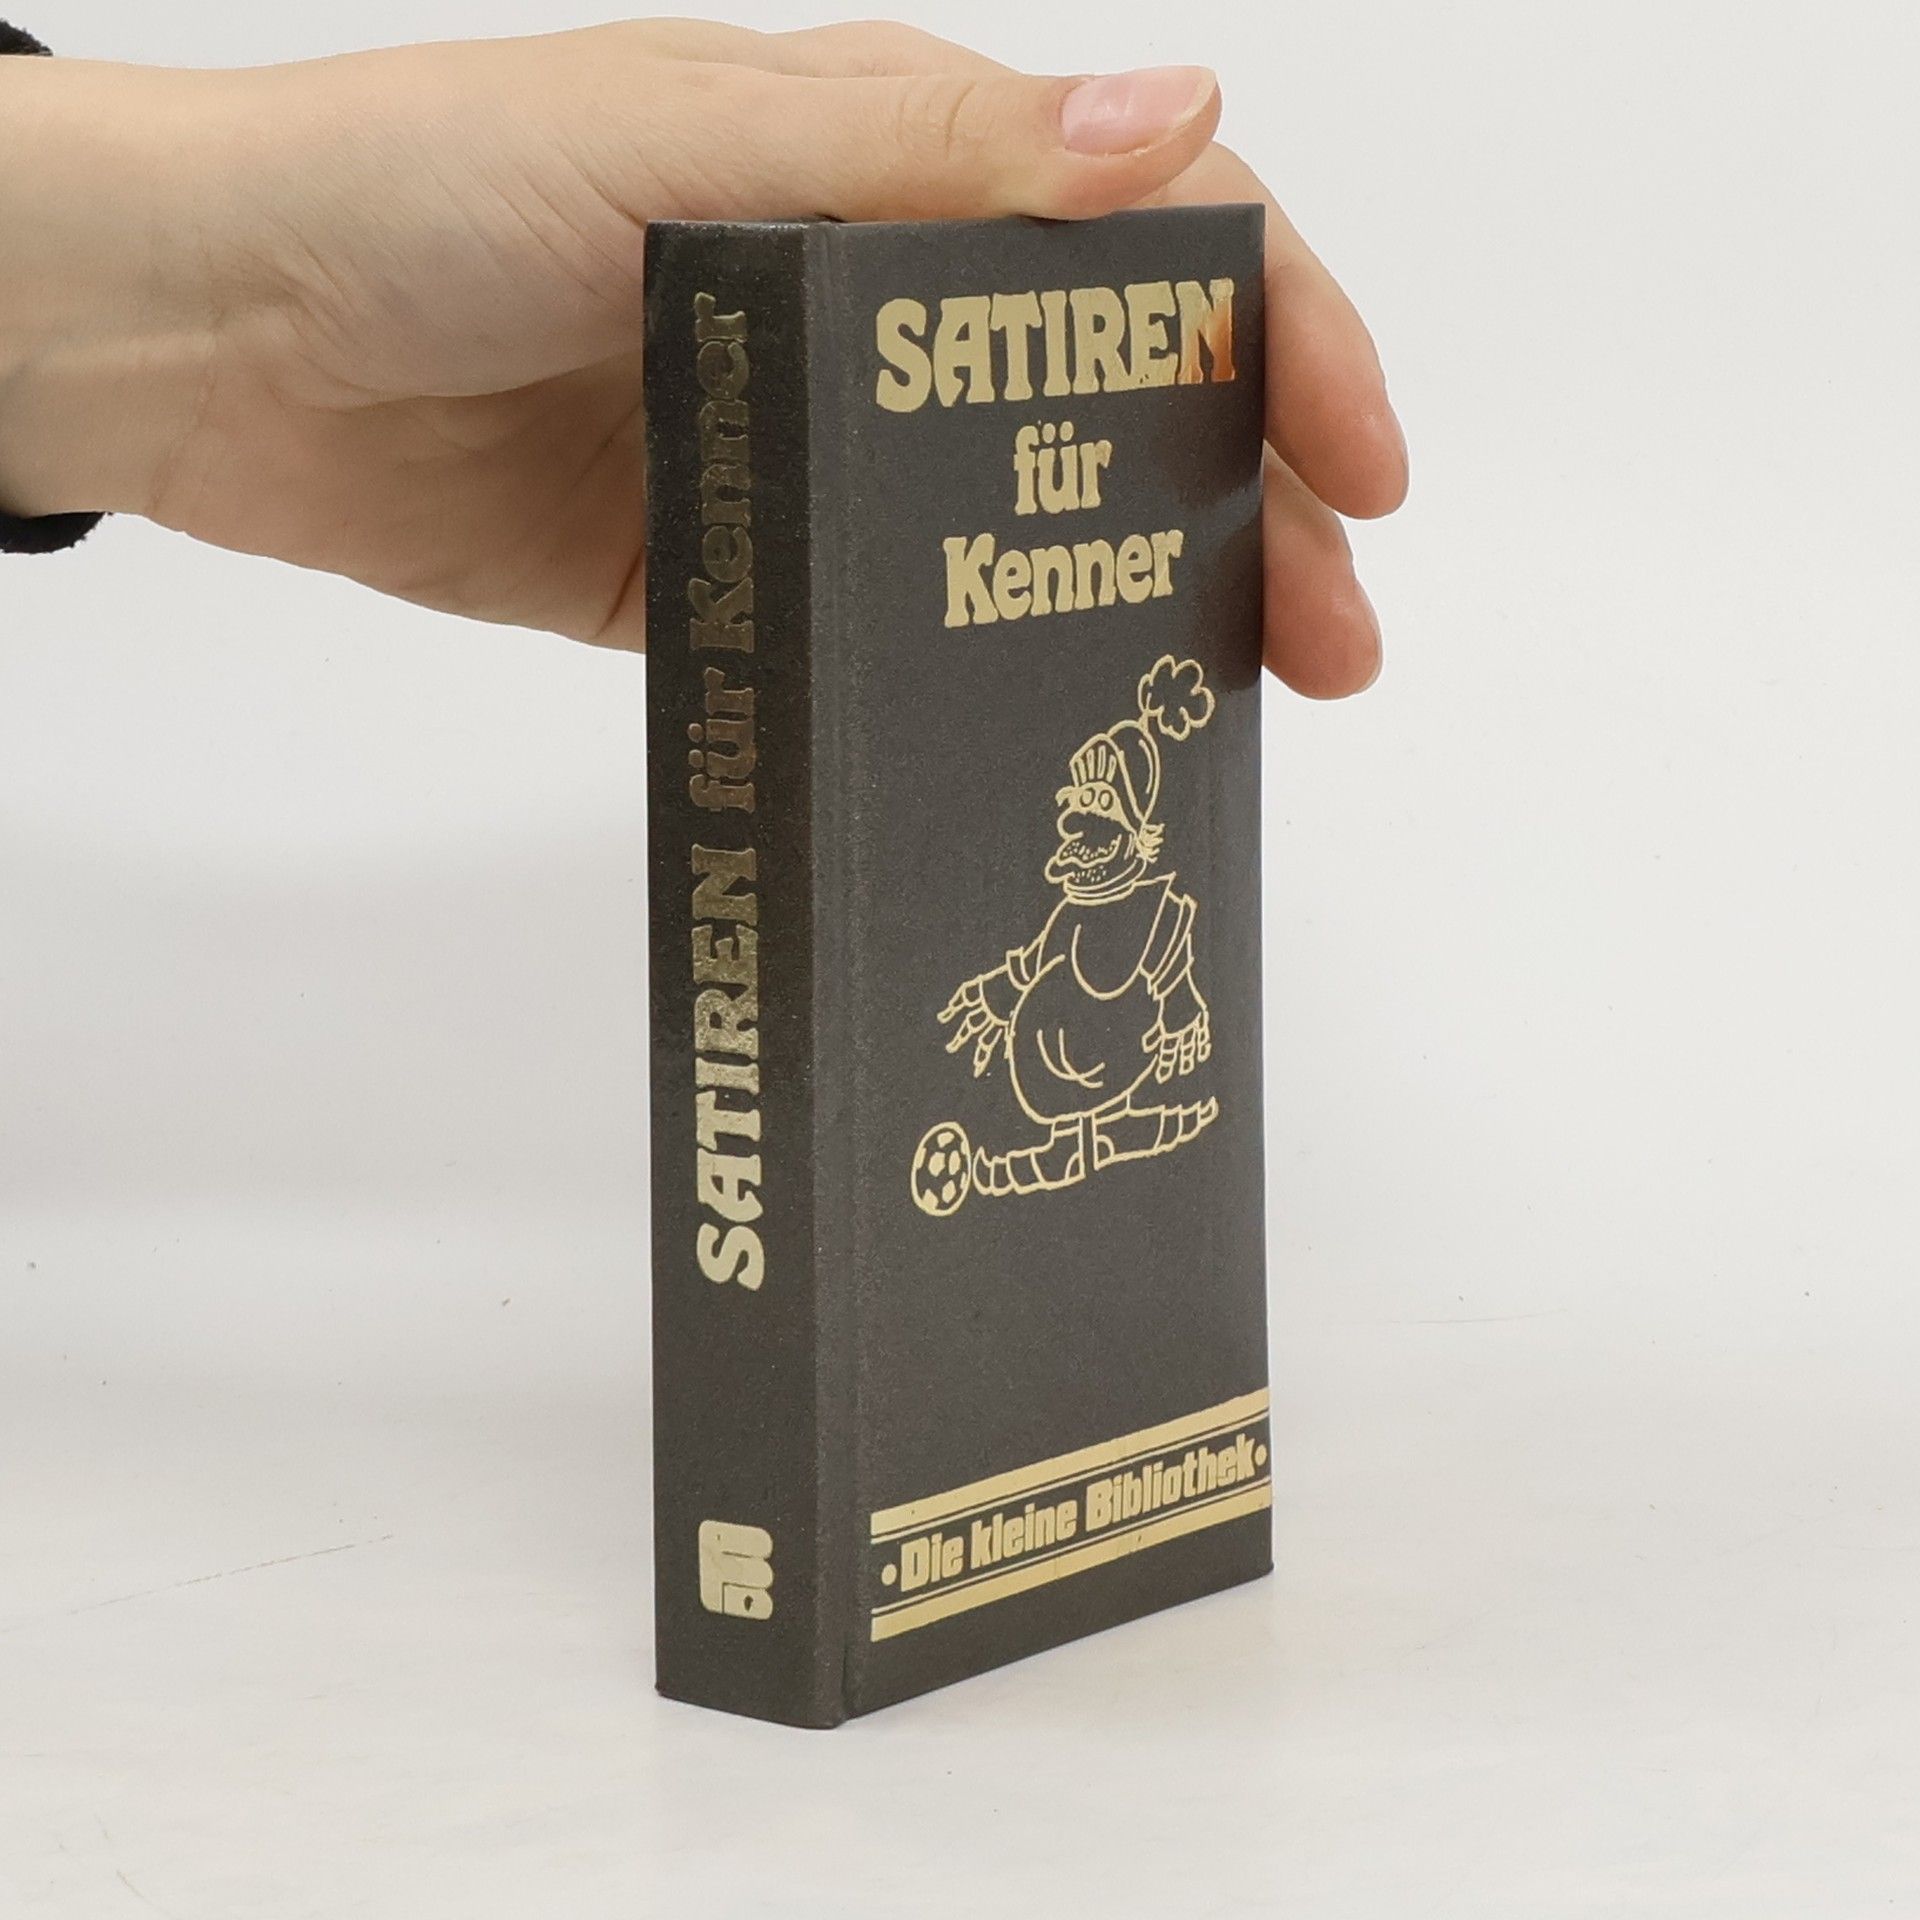 SATIREN für Kenner
SATIREN
für
Kenner
• Die kleine Bibliothek •